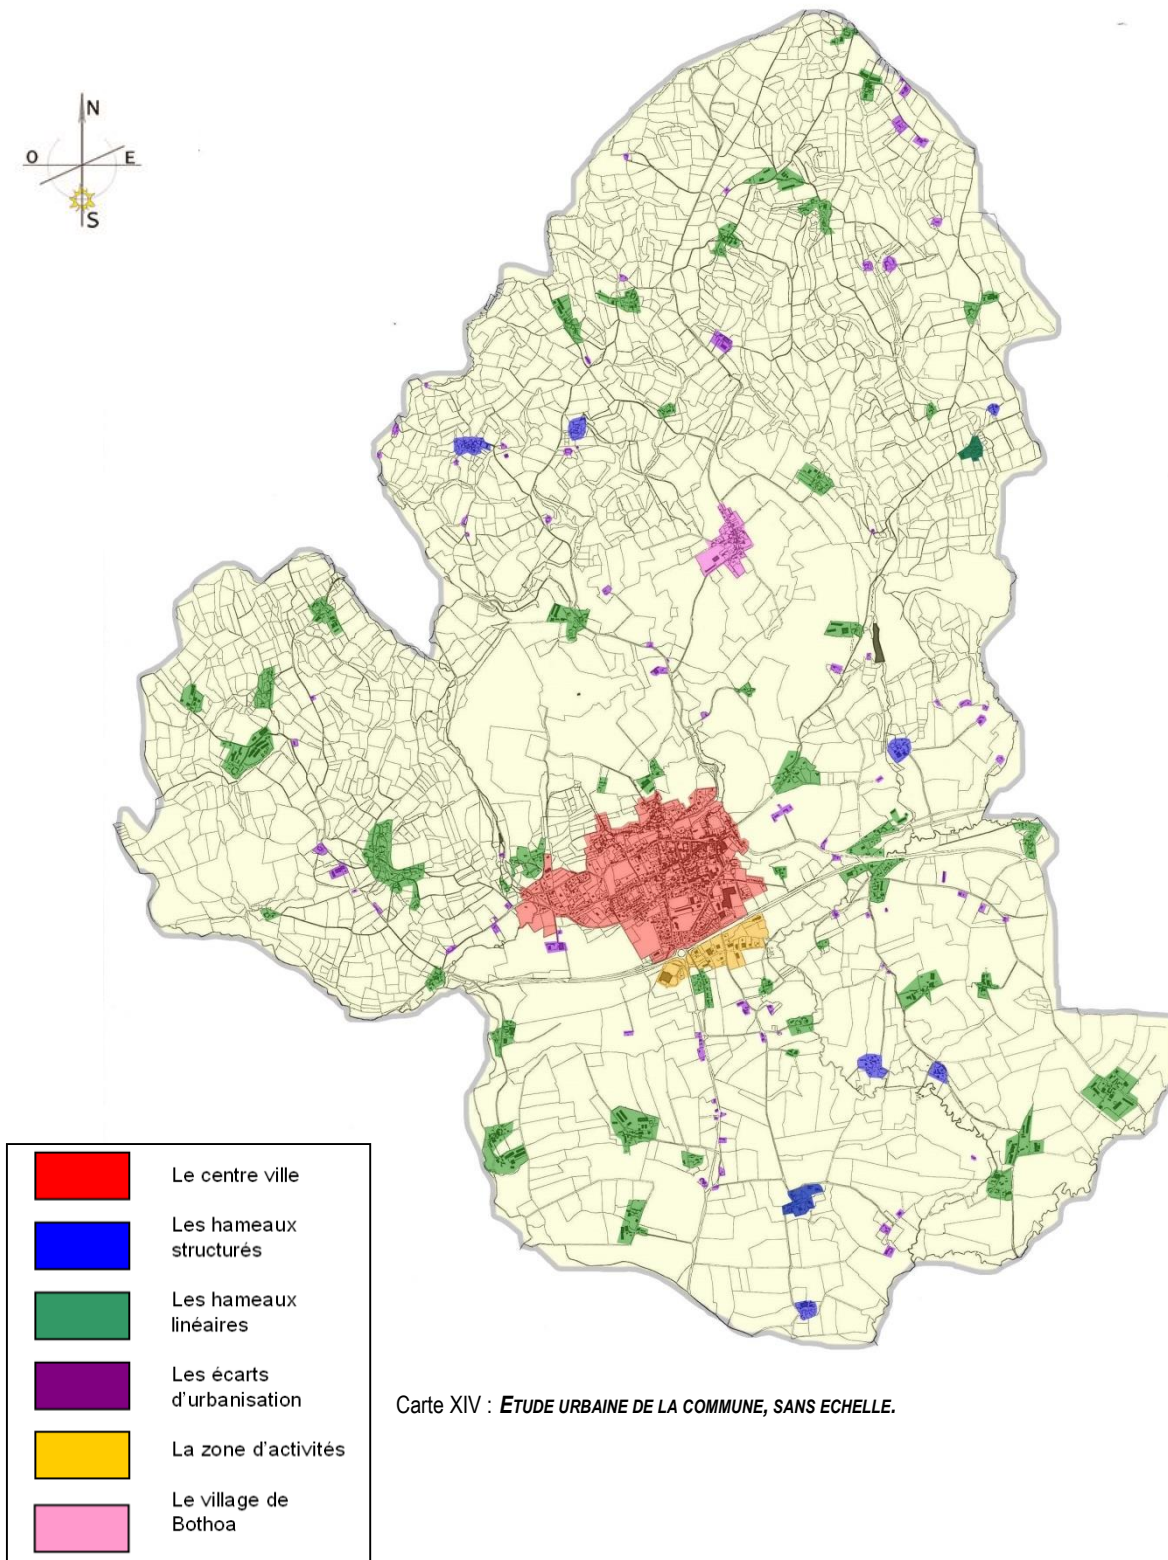 N
O
E
S
Le centre ville
Les hameaux
structurés
Les hameaux
linéaires
Les écarts
d'urbanisation
La zone d'activités
Le village de
Bothoa
Carte XIV : ETUDE URBAINE DE LA COMMUNE, SANS ECHELLE.